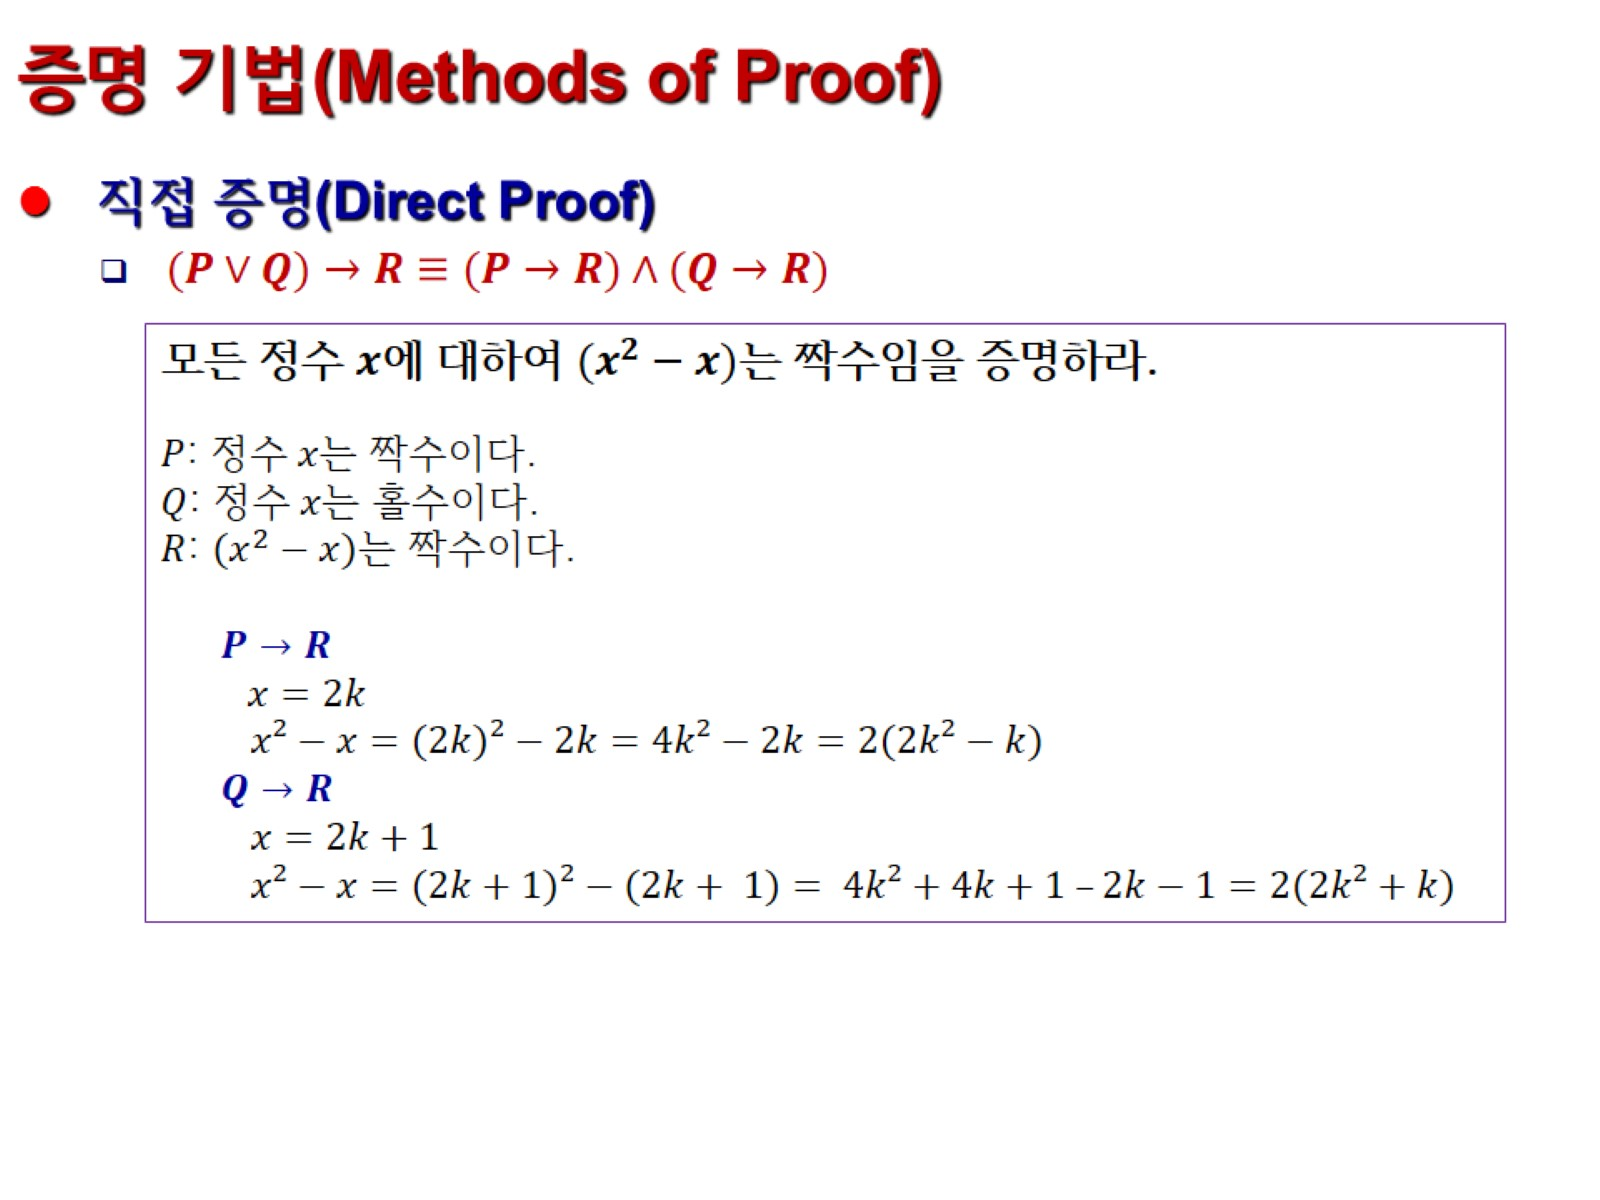 증명 기법(Methods of Proof)
직접 증명(Direct Proof)
(P ∨ Q) → R ≡ (P → R) ∧ (Q → R)
모든 정수 x에 대하여 (x² − x)는 짝수임을 증명하라.
P: 정수 x는 짝수이다.
Q: 정수 x는 홀수이다.
R: (x² − x)는 짝수이다.
P → R
x = 2k
x² − x = (2k)² − 2k = 4k² − 2k = 2(2k² − k)
Q → R
x = 2k + 1
x² − x = (2k + 1)² − (2k + 1) = 4k² + 4k + 1 – 2k − 1 = 2(2k² + k)